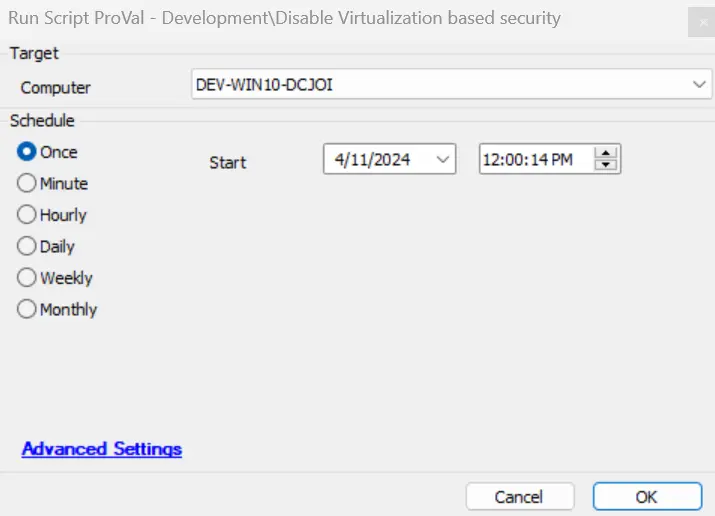 Run Script ProVal - Development\Disable Virtualization based security
Target
Computer DEV-WIN10-DCJOI
Schedule
Once Start 4/11/2024 12:00:14 PM
Minute
Hourly
Daily
Weekly
Monthly
Advanced Settings
Cancel OK